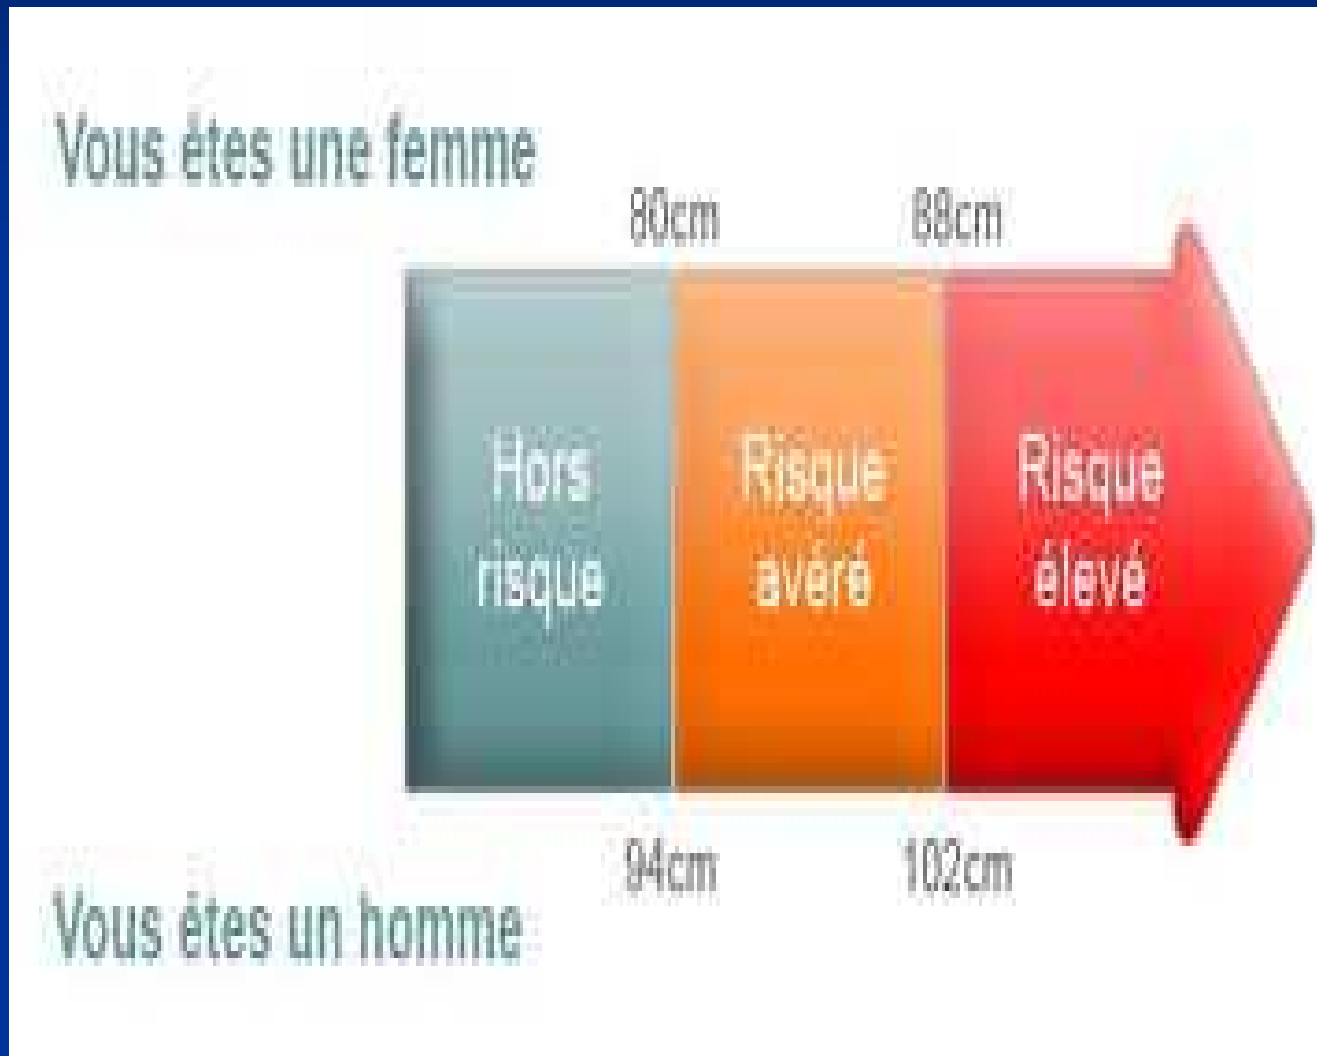 Vous êtes une femme
80cm 88cm
Hors Risque Risque
risque avéré élevé
94cm 102cm
Vous êtes un homme